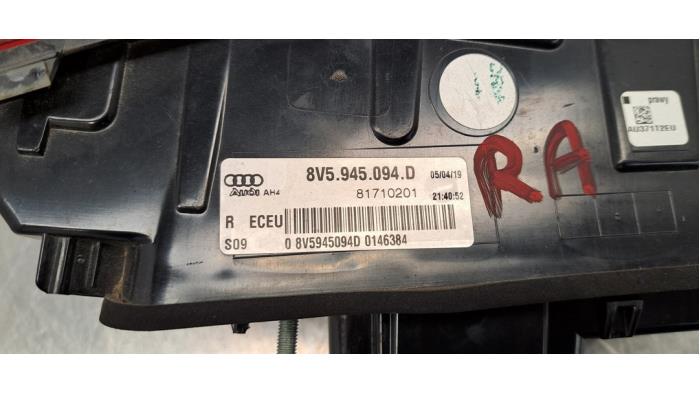 prawy
AU37112EU
RA
8V5.945.094.D 05/04/19
Audi AH4 81710201 21:40:52
R ECEU
S09 0 8V5945094D 0146384